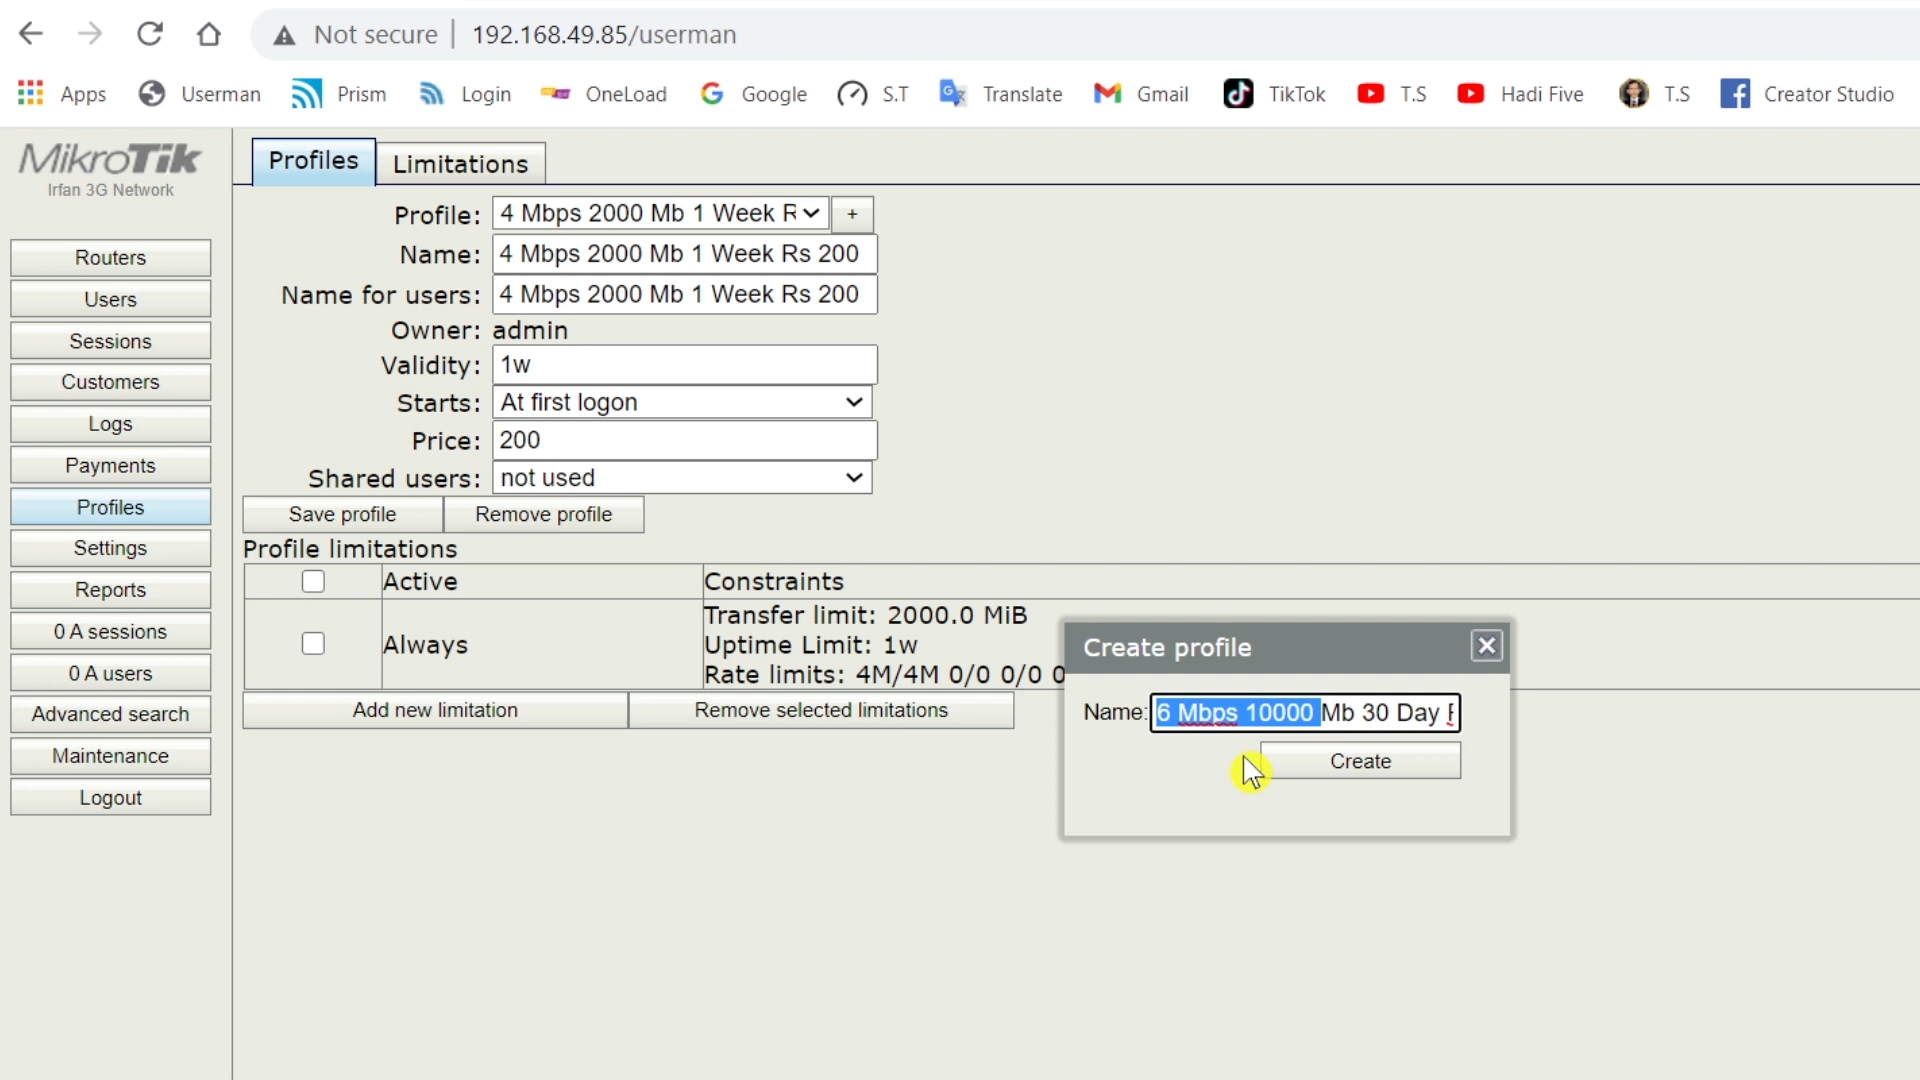 Not secure | 192.168.49.85/userman
Apps Userman Prism Login OneLoad Google S.T Translate Gmail TikTok T.S Hadi Five T.S Creator Studio
MikroTik
Irfan 3G Network
Routers
Users
Sessions
Customers
Logs
Payments
Profiles
Settings
Reports
0 A sessions
0 A users
Advanced search
Maintenance
Logout
Profiles Limitations
Profile: 4 Mbps 2000 Mb 1 Week R +
Name: 4 Mbps 2000 Mb 1 Week Rs 200
Name for users: 4 Mbps 2000 Mb 1 Week Rs 200
Owner: admin
Validity: 1w
Starts: At first logon
Price: 200
Shared users: not used
Save profile Remove profile
Profile limitations
Active Constraints
Always
Transfer limit: 2000.0 MiB
Uptime Limit: 1w
Rate limits: 4M/4M 0/0 0/0 0
Add new limitation Remove selected limitations
Create profile
Name: 6 Mbps 10000 Mb 30 Day
Create